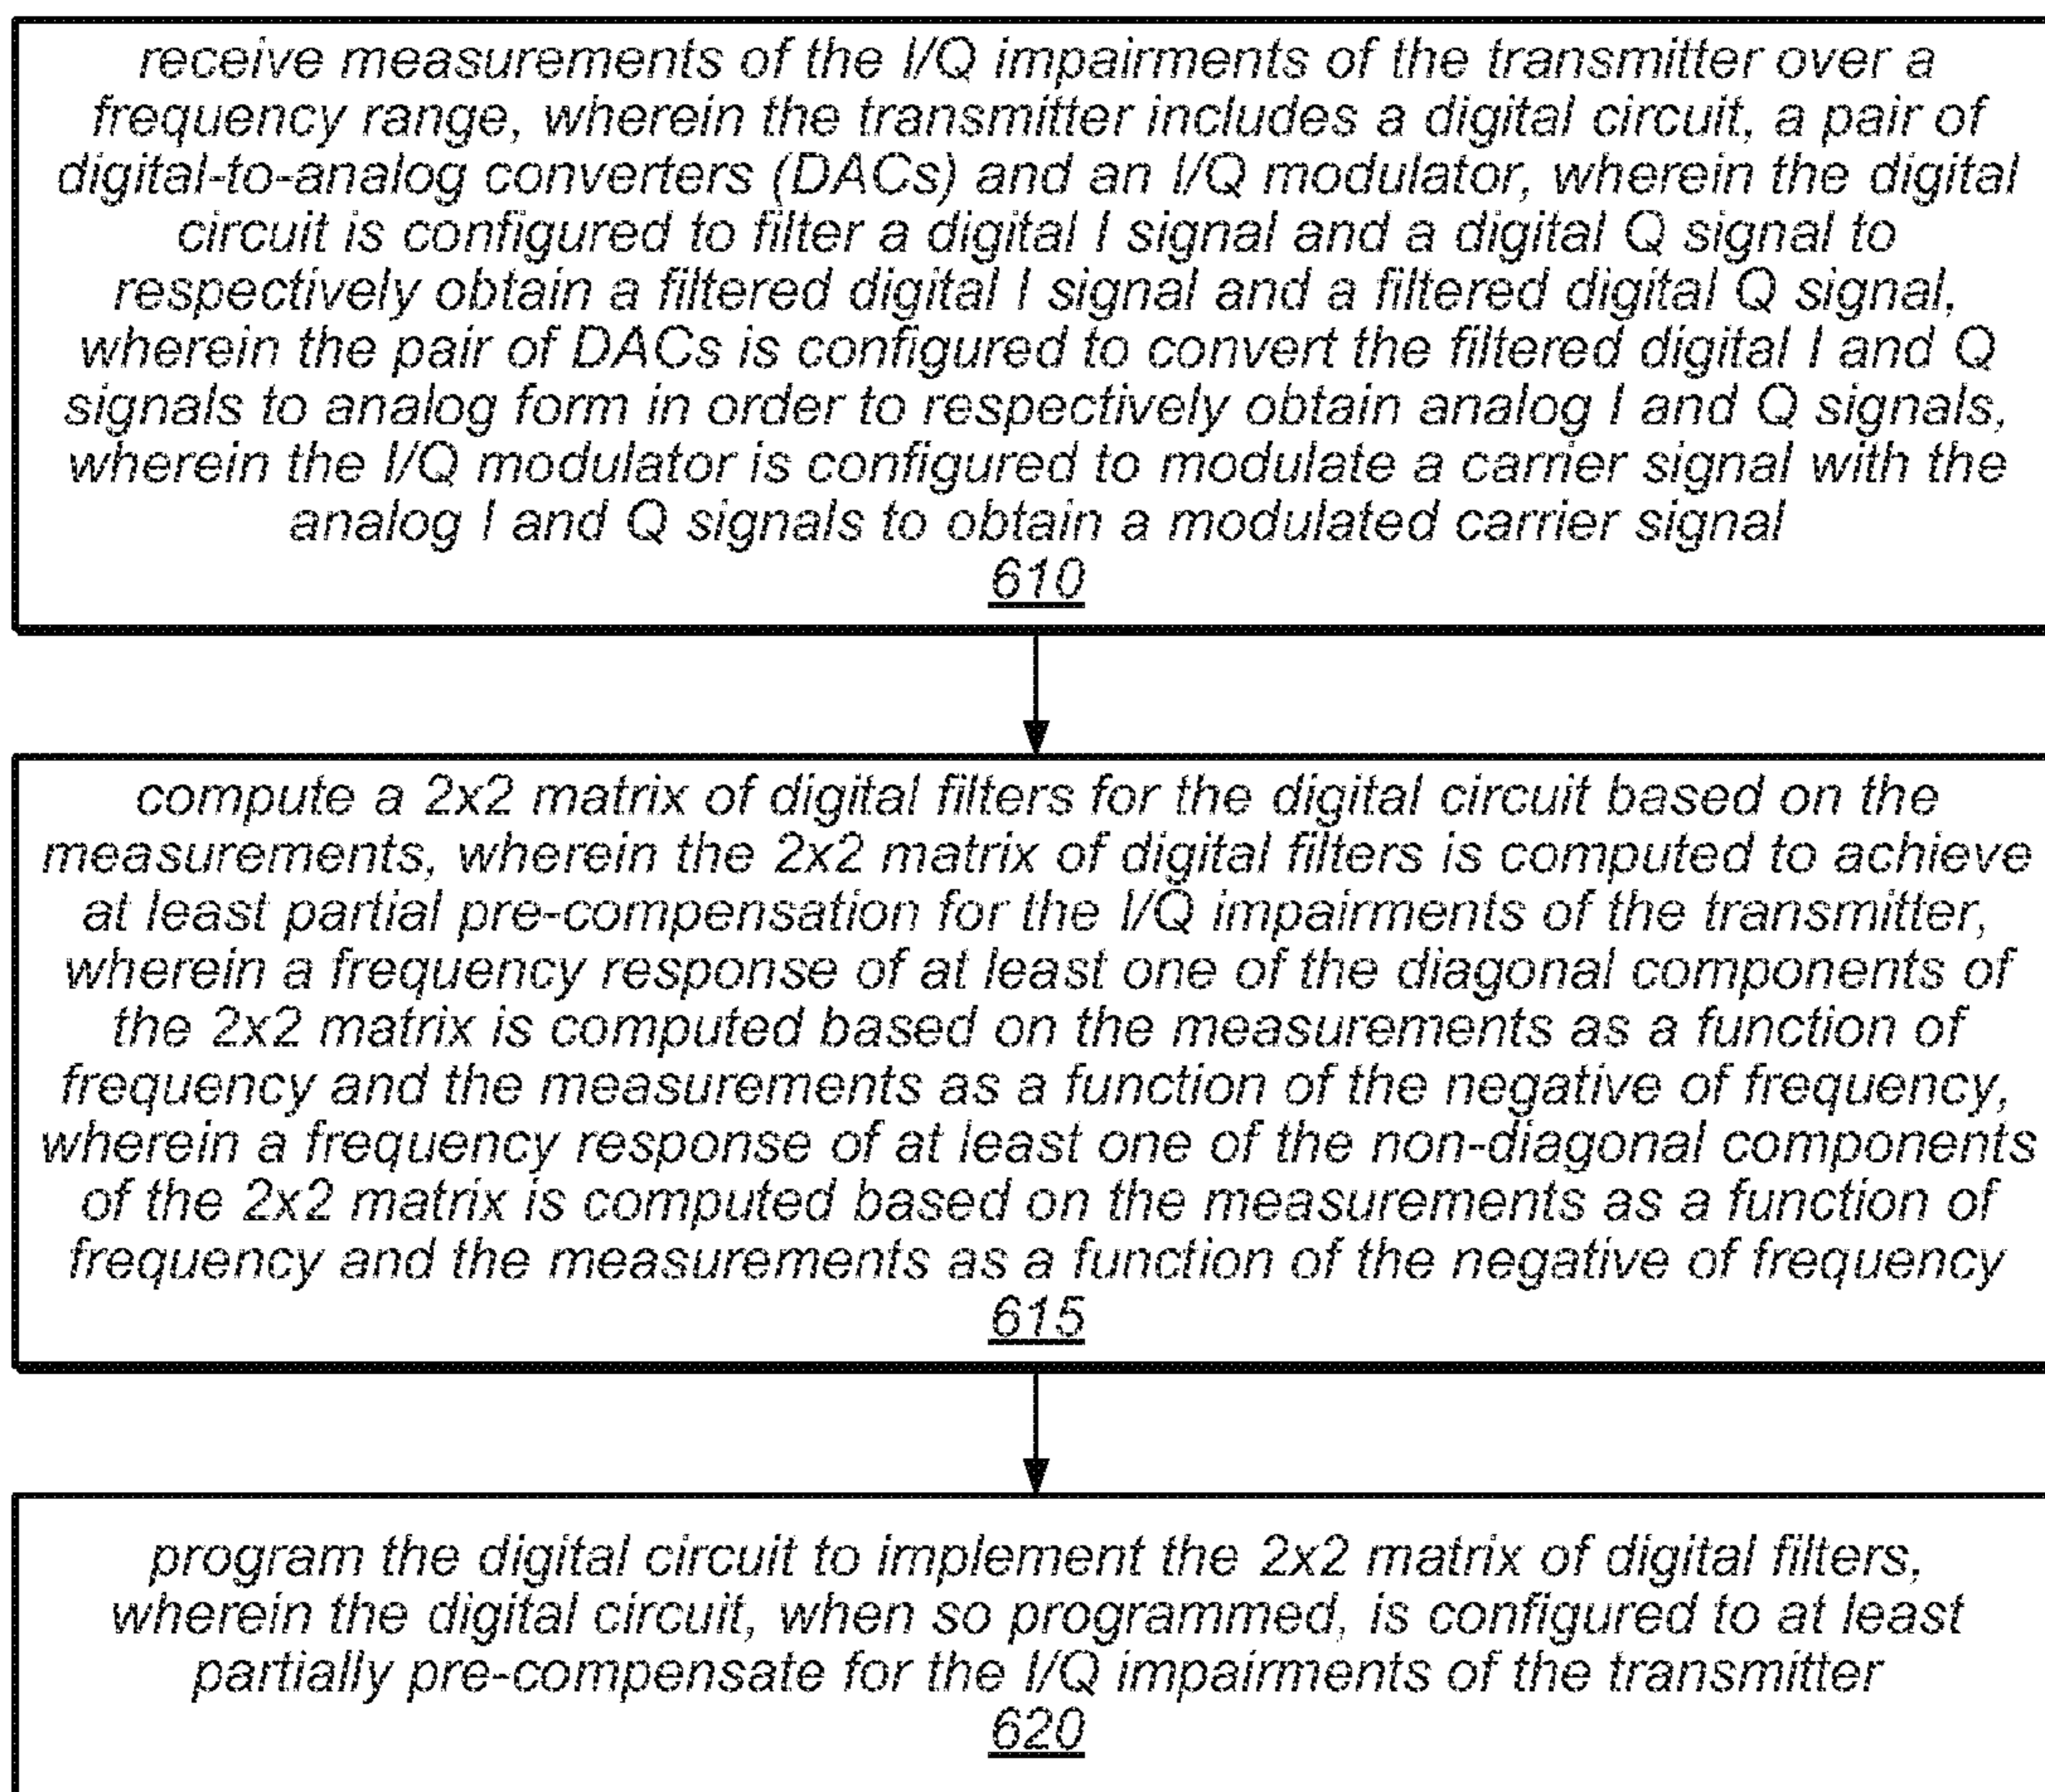 receive measurements of the I/Q impairments of the transmitter over a
frequency range, wherein the transmitter includes a digital circuit, a pair of
digital-to-analog converters (DACs) and an I/Q modulator, wherein the digital
circuit is configured to filter a digital I signal and a digital Q signal to
respectively obtain a filtered digital I signal and a filtered digital Q signal,
wherein the pair of DACs is configured to convert the filtered digital I and Q
signals to analog form in order to respectively obtain analog I and Q signals,
wherein the I/Q modulator is configured to modulate a carrier signal with the
analog I and Q signals to obtain a modulated carrier signal
610
compute a 2x2 matrix of digital filters for the digital circuit based on the
measurements, wherein the 2x2 matrix of digital filters is computed to achieve
at least partial pre-compensation for the I/Q impairments of the transmitter,
wherein a frequency response of at least one of the diagonal components of
the 2x2 matrix is computed based on the measurements as a function of
frequency and the measurements as a function of the negative of frequency,
wherein a frequency response of at least one of the non-diagonal components
of the 2x2 matrix is computed based on the measurements as a function of
frequency and the measurements as a function of the negative of frequency
615
program the digital circuit to implement the 2x2 matrix of digital filters,
wherein the digital circuit, when so programmed, is configured to at least
partially pre-compensate for the I/Q impairments of the transmitter
620